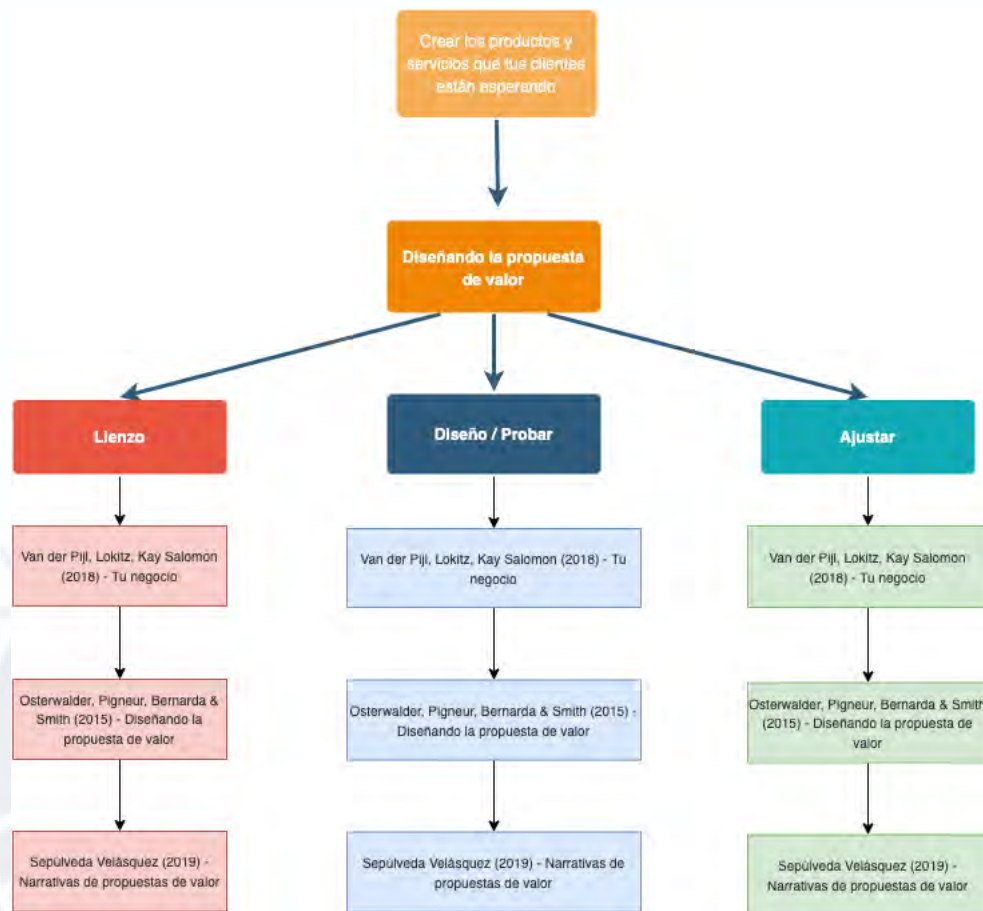 Crear los productos y
servicios que tus clientes
están esperando
Diseñando la propuesta
de valor
Lienzo
Diseño / Probar
Ajustar
Van der Pijl, Lokitz, Kay Salomon
(2018) - Tu negocio
Van der Pijl, Lokitz, Kay Salomon (2018) - Tu
negocio
Van der Pijl, Lokitz, Kay Salomon
(2018) - Tu negocio
Osterwalder, Pigneur, Bernarda &
Smith (2015) - Diseñando la
propuesta de valor
Osterwalder, Pigneur, Bernarda & Smith (2015) -
Diseñando la propuesta de valor
Osterwalder, Pigneur, Bernarda & Smith
(2015) - Diseñando la propuesta de
valor
Sepúlveda Velásquez (2019) -
Narrativas de propuestas de valor
Sepúlveda Velásquez (2019) - Narrativas de
propuestas de valor
Sepúlveda Velásquez (2019) -
Narrativas de propuestas de valor